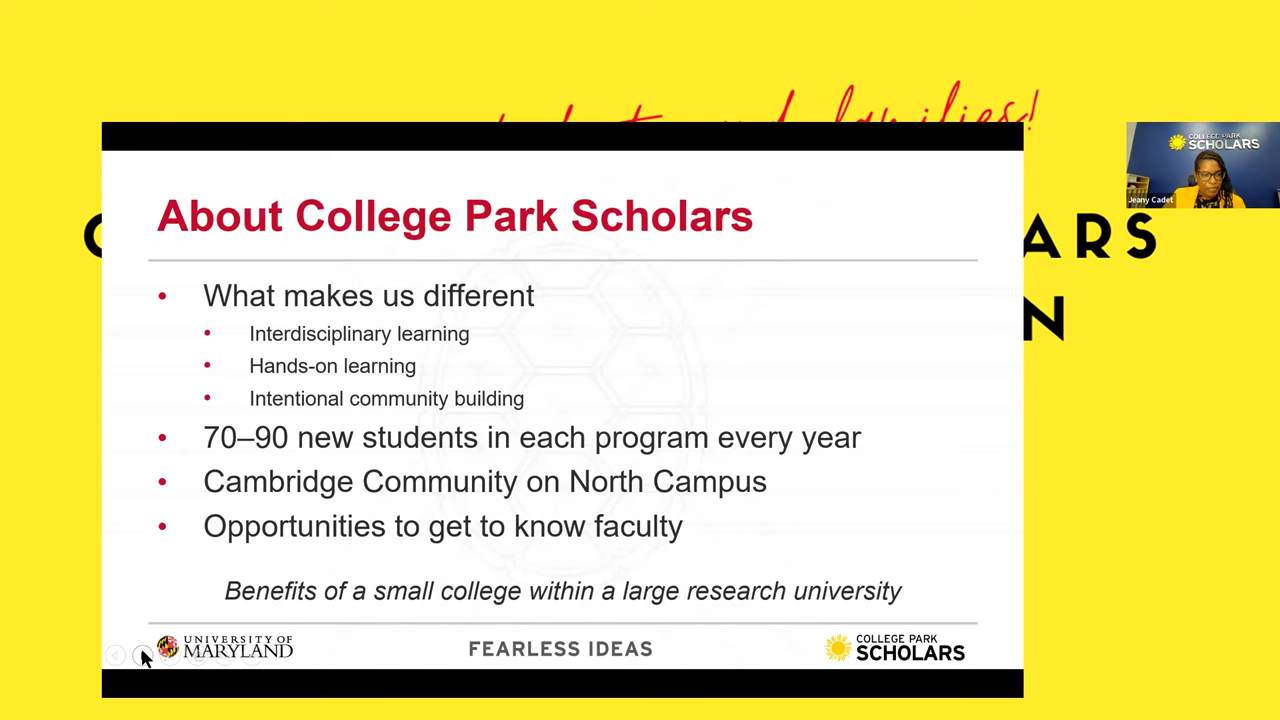 families!
ARS
N
COLLEGE PARK
SCHOLARS
Jeany Cadet
About College Park Scholars
• What makes us different
• Interdisciplinary learning
• Hands-on learning
• Intentional community building
• 70–90 new students in each program every year
• Cambridge Community on North Campus
• Opportunities to get to know faculty
Benefits of a small college within a large research university
UNIVERSITY OF
MARYLAND
FEARLESS IDEAS
COLLEGE PARK
SCHOLARS